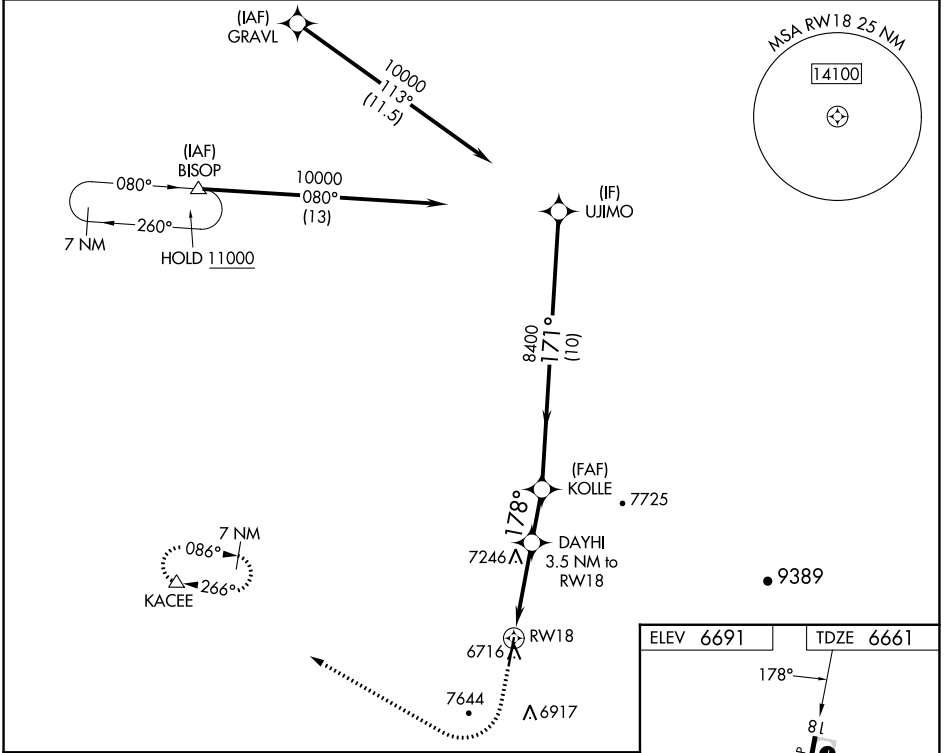 (IAF)
GRAVL
10000
113°
(11.5)
MSA RW18 25 NM
14100
(IAF)
BISOP
080°
10000
080°
(13)
260°
7 NM
HOLD 11000
(IF)
UJIMO
8400
171°
(10)
(FAF)
KOLLE
7725
178°
DAYHI
3.5 NM to
RW18
7246
7 NM
086°
266°
KACEE
9389
RW18
6716
7644
6917
ELEV 6691
TDZE 6661
178°
18
P